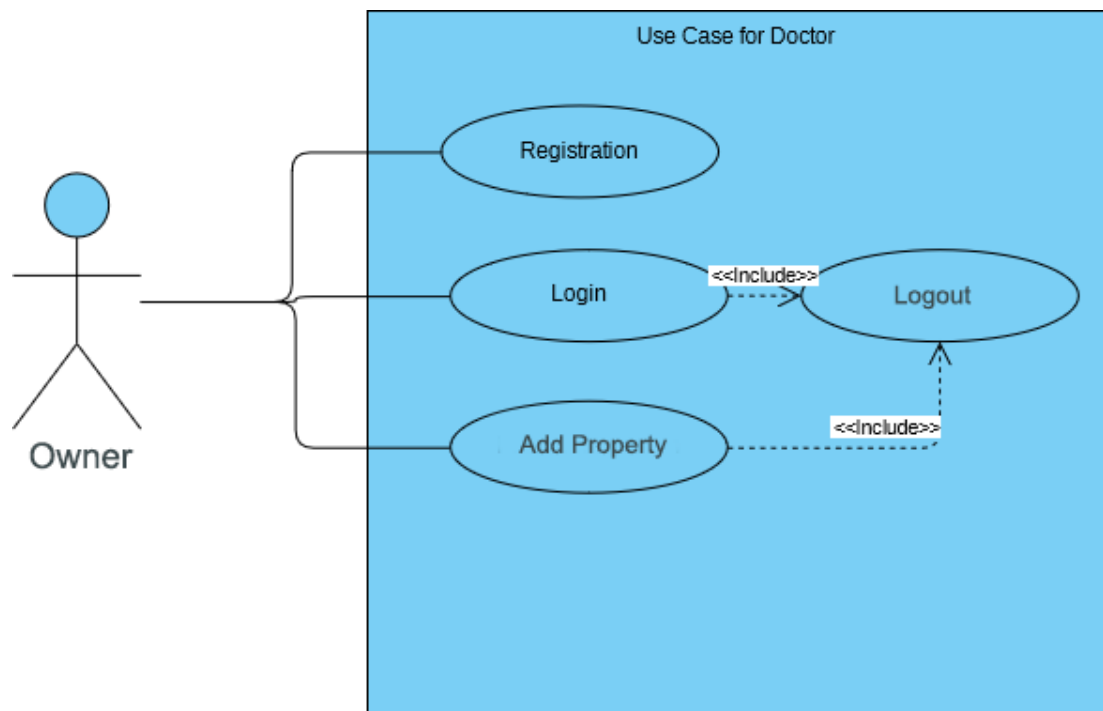 Use Case for Doctor
Registration
Login
<<Include>>
Logout
Add Property
<<Include>>
Owner